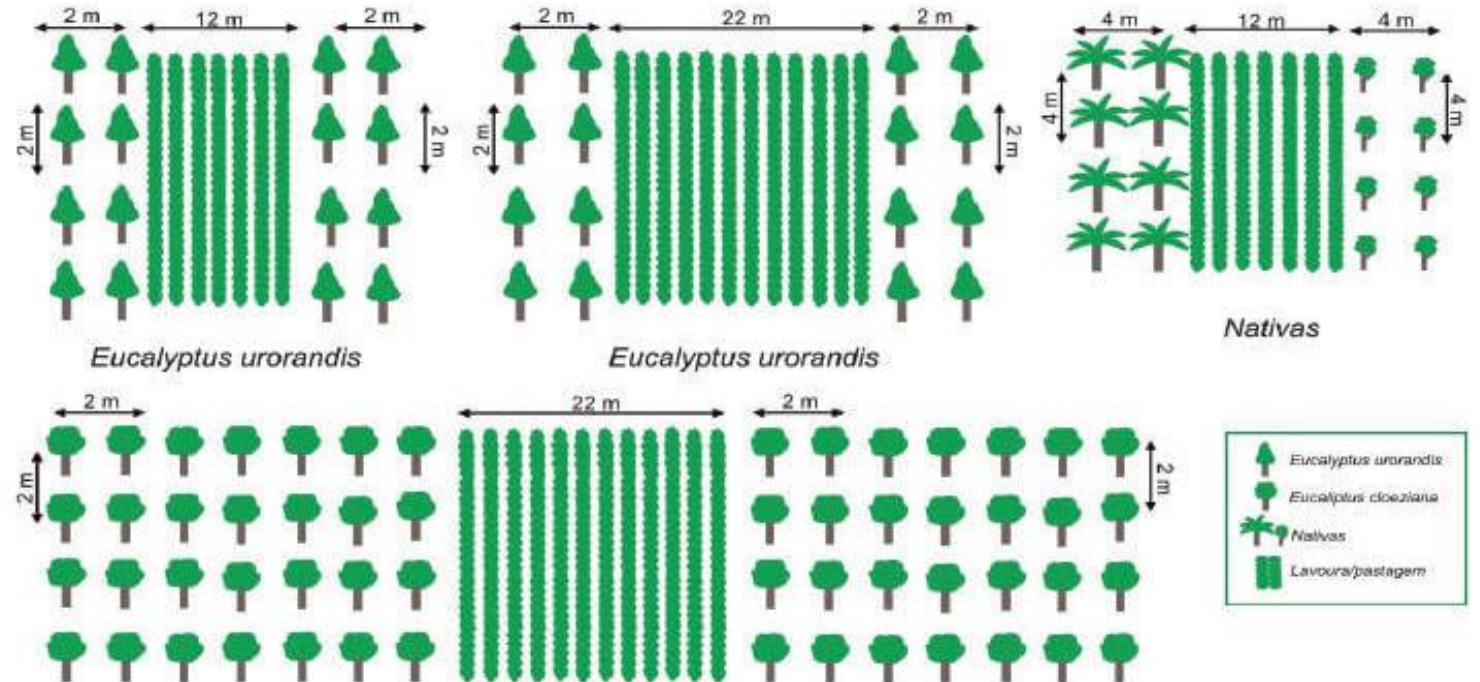 2 m 12 m 2 m
2 m 22 m 2 m
4 m 12 m 4 m
2 m 2 m
2 m 2 m
4 m 4 m
Eucalyptus urorandis
Eucalyptus urorandis
Nativas
2 m 22 m 2 m
2 m 2 m
Eucalyptus urorandis
Eucaliptus cloeziana
Nativas
Lavoura/pastagem